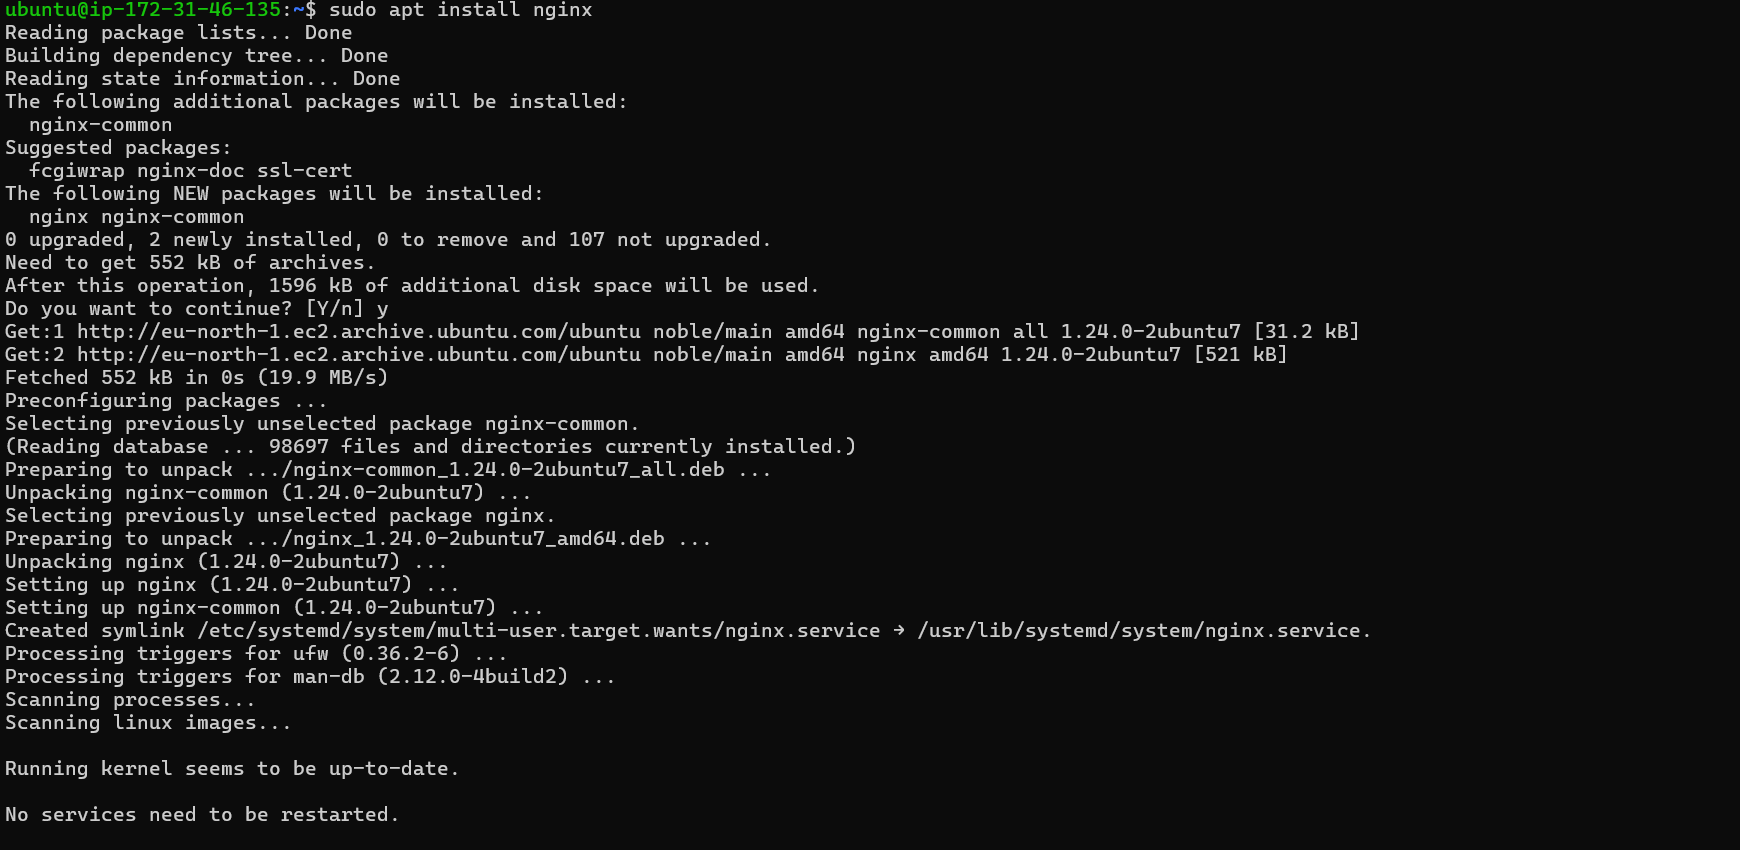 ubuntu@ip-172-31-46-135:~$ sudo apt install nginx
Reading package lists... Done
Building dependency tree... Done
Reading state information... Done
The following additional packages will be installed:
  nginx-common
Suggested packages:
  fcgiwrap nginx-doc ssl-cert
The following NEW packages will be installed:
  nginx nginx-common
0 upgraded, 2 newly installed, 0 to remove and 107 not upgraded.
Need to get 552 kB of archives.
After this operation, 1596 kB of additional disk space will be used.
Do you want to continue? [Y/n] y
Get:1 http://eu-north-1.ec2.archive.ubuntu.com/ubuntu noble/main amd64 nginx-common all 1.24.0-2ubuntu7 [31.2 kB]
Get:2 http://eu-north-1.ec2.archive.ubuntu.com/ubuntu noble/main amd64 nginx amd64 1.24.0-2ubuntu7 [521 kB]
Fetched 552 kB in 0s (19.9 MB/s)
Preconfiguring packages ...
Selecting previously unselected package nginx-common.
(Reading database ... 98697 files and directories currently installed.)
Preparing to unpack .../nginx-common_1.24.0-2ubuntu7_all.deb ...
Unpacking nginx-common (1.24.0-2ubuntu7) ...
Selecting previously unselected package nginx.
Preparing to unpack .../nginx_1.24.0-2ubuntu7_amd64.deb ...
Unpacking nginx (1.24.0-2ubuntu7) ...
Setting up nginx (1.24.0-2ubuntu7) ...
Setting up nginx-common (1.24.0-2ubuntu7) ...
Created symlink /etc/systemd/system/multi-user.target.wants/nginx.service → /usr/lib/systemd/system/nginx.service.
Processing triggers for ufw (0.36.2-6) ...
Processing triggers for man-db (2.12.0-4build2) ...
Scanning processes...
Scanning linux images...
Running kernel seems to be up-to-date.
No services need to be restarted.